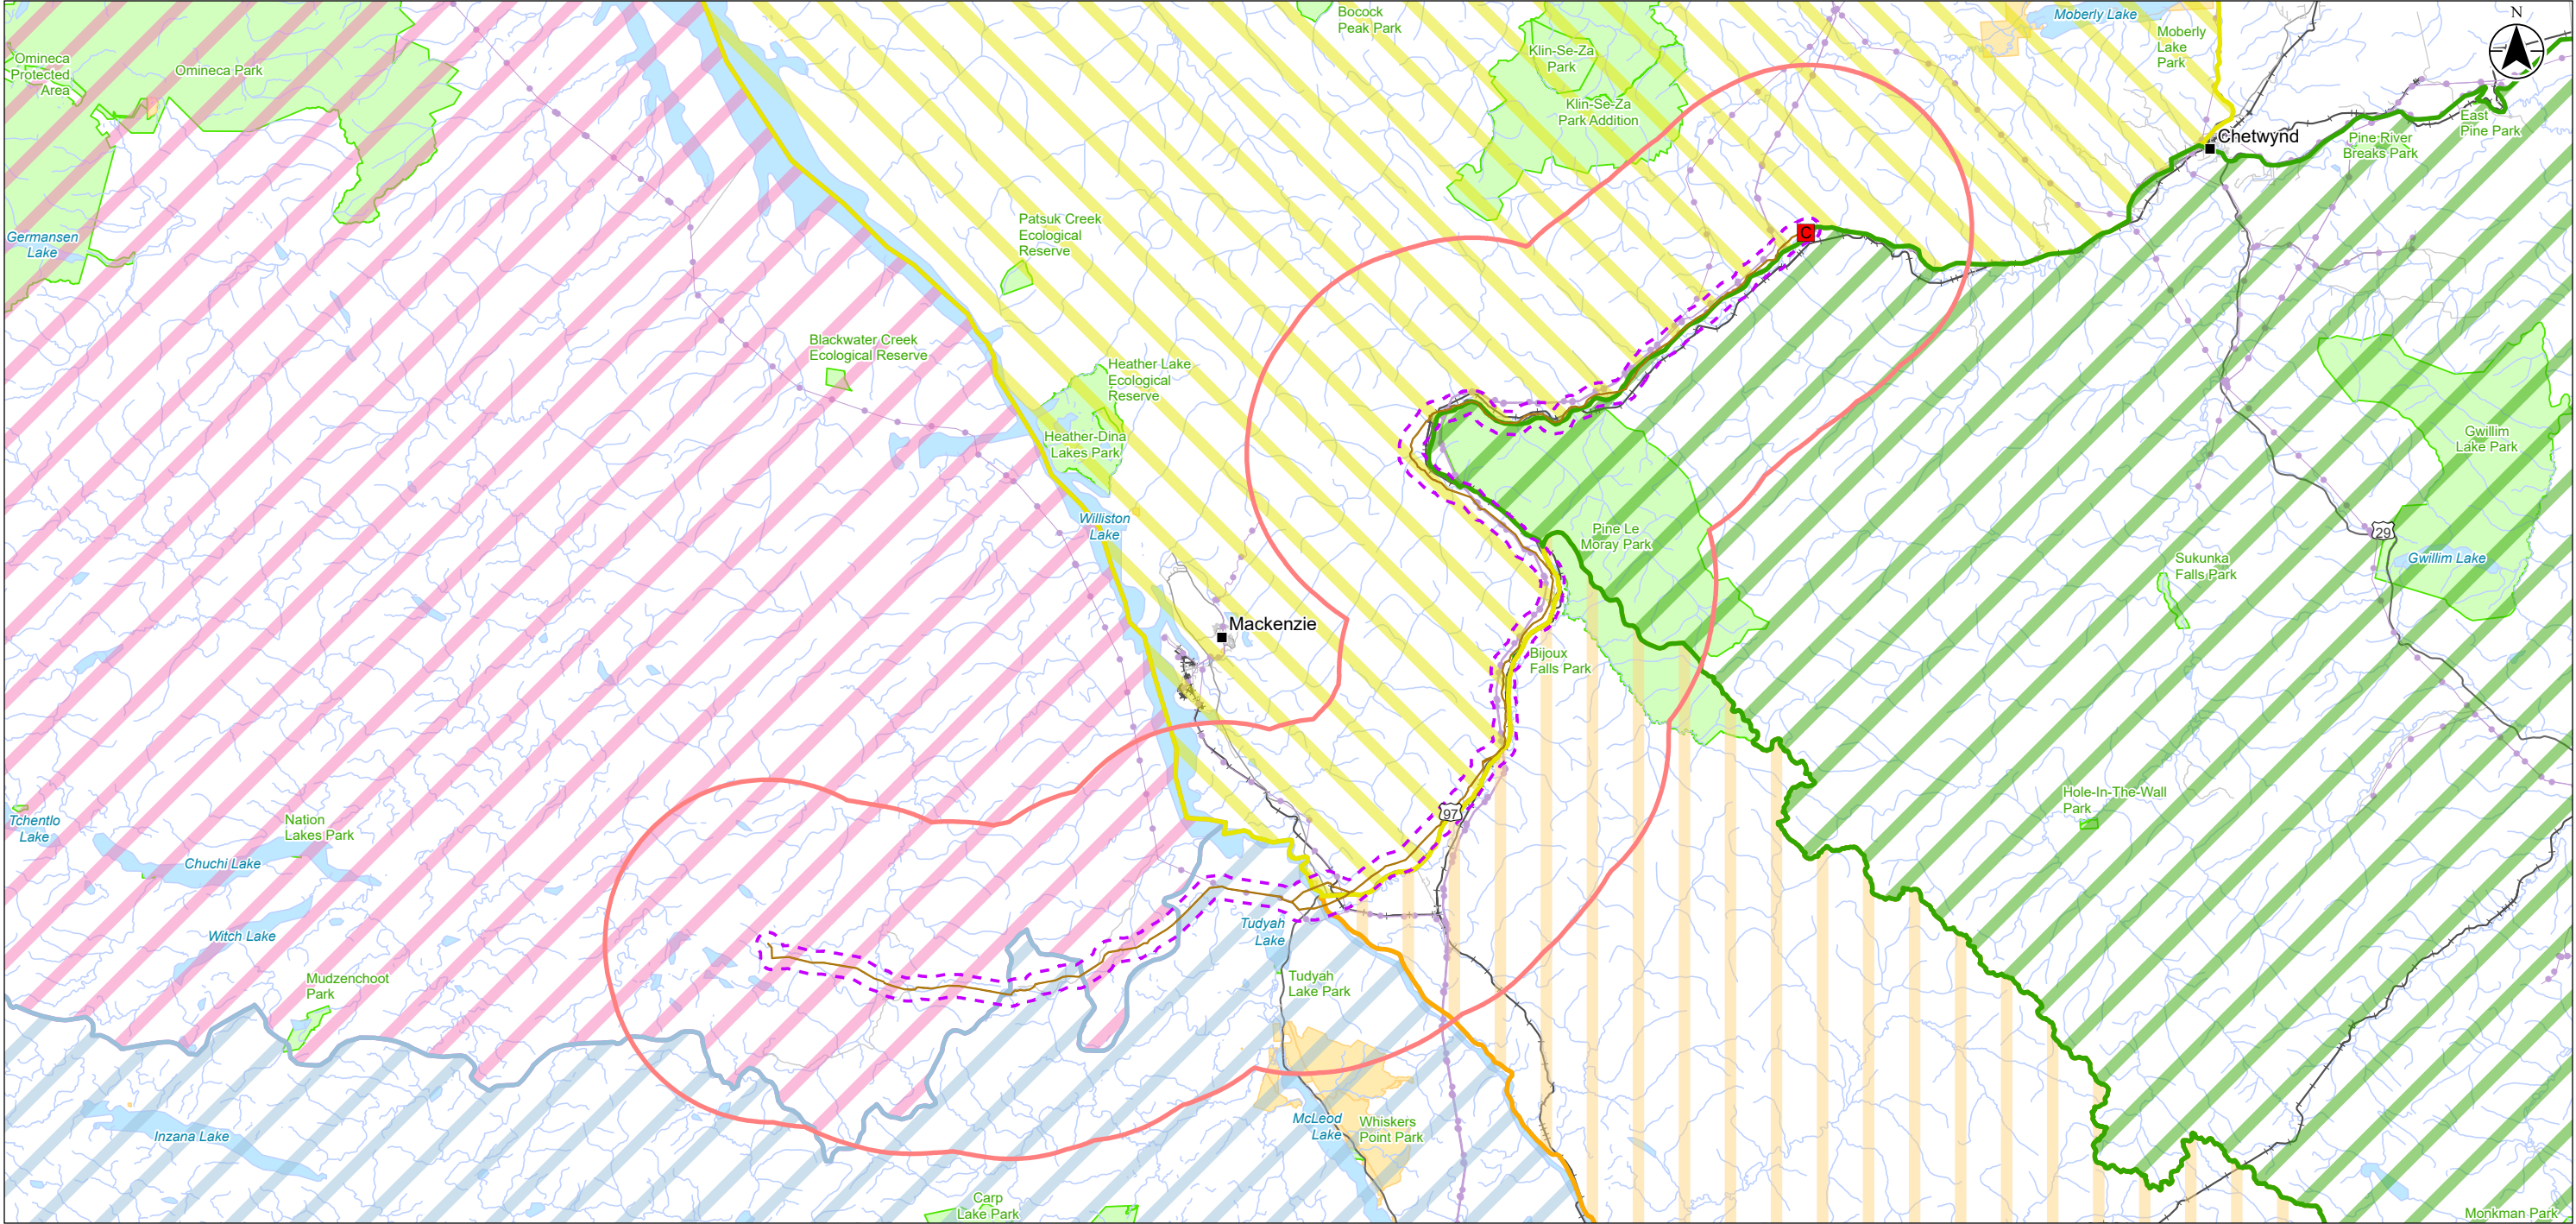 Bocock
Peak Park
Moberly Lake
N
Omineca
Protected
Area
Omineca Park
Klin-Se-Za
Park
Moberly
Lake
Park
Klin-Se-Za
Park Addition
Chetwynd
East
Pine Park
Pine River
Breaks Park
Germansen
Lake
Patsuk Creek
Ecological
Reserve
C
Blackwater Creek
Ecological Reserve
Heather Lake
Ecological
Reserve
Heather-Dina
Lakes Park
Gwillim
Lake Park
Williston
Lake
Pine Le
Moray Park
29
Gwillim Lake
Sukunka
Falls Park
Mackenzie
Bijoux
Falls Park
Hole-In-The-Wall
Park
97
Tchentlo
Lake
Nation
Lakes Park
Chuchi Lake
Witch Lake
Tudyah
Lake
Mudzenchoot
Park
Tudyah
Lake Park
Inzana Lake
McLeod
Lake
Whiskers
Point Park
Carp
Lake Park
Monkman Park